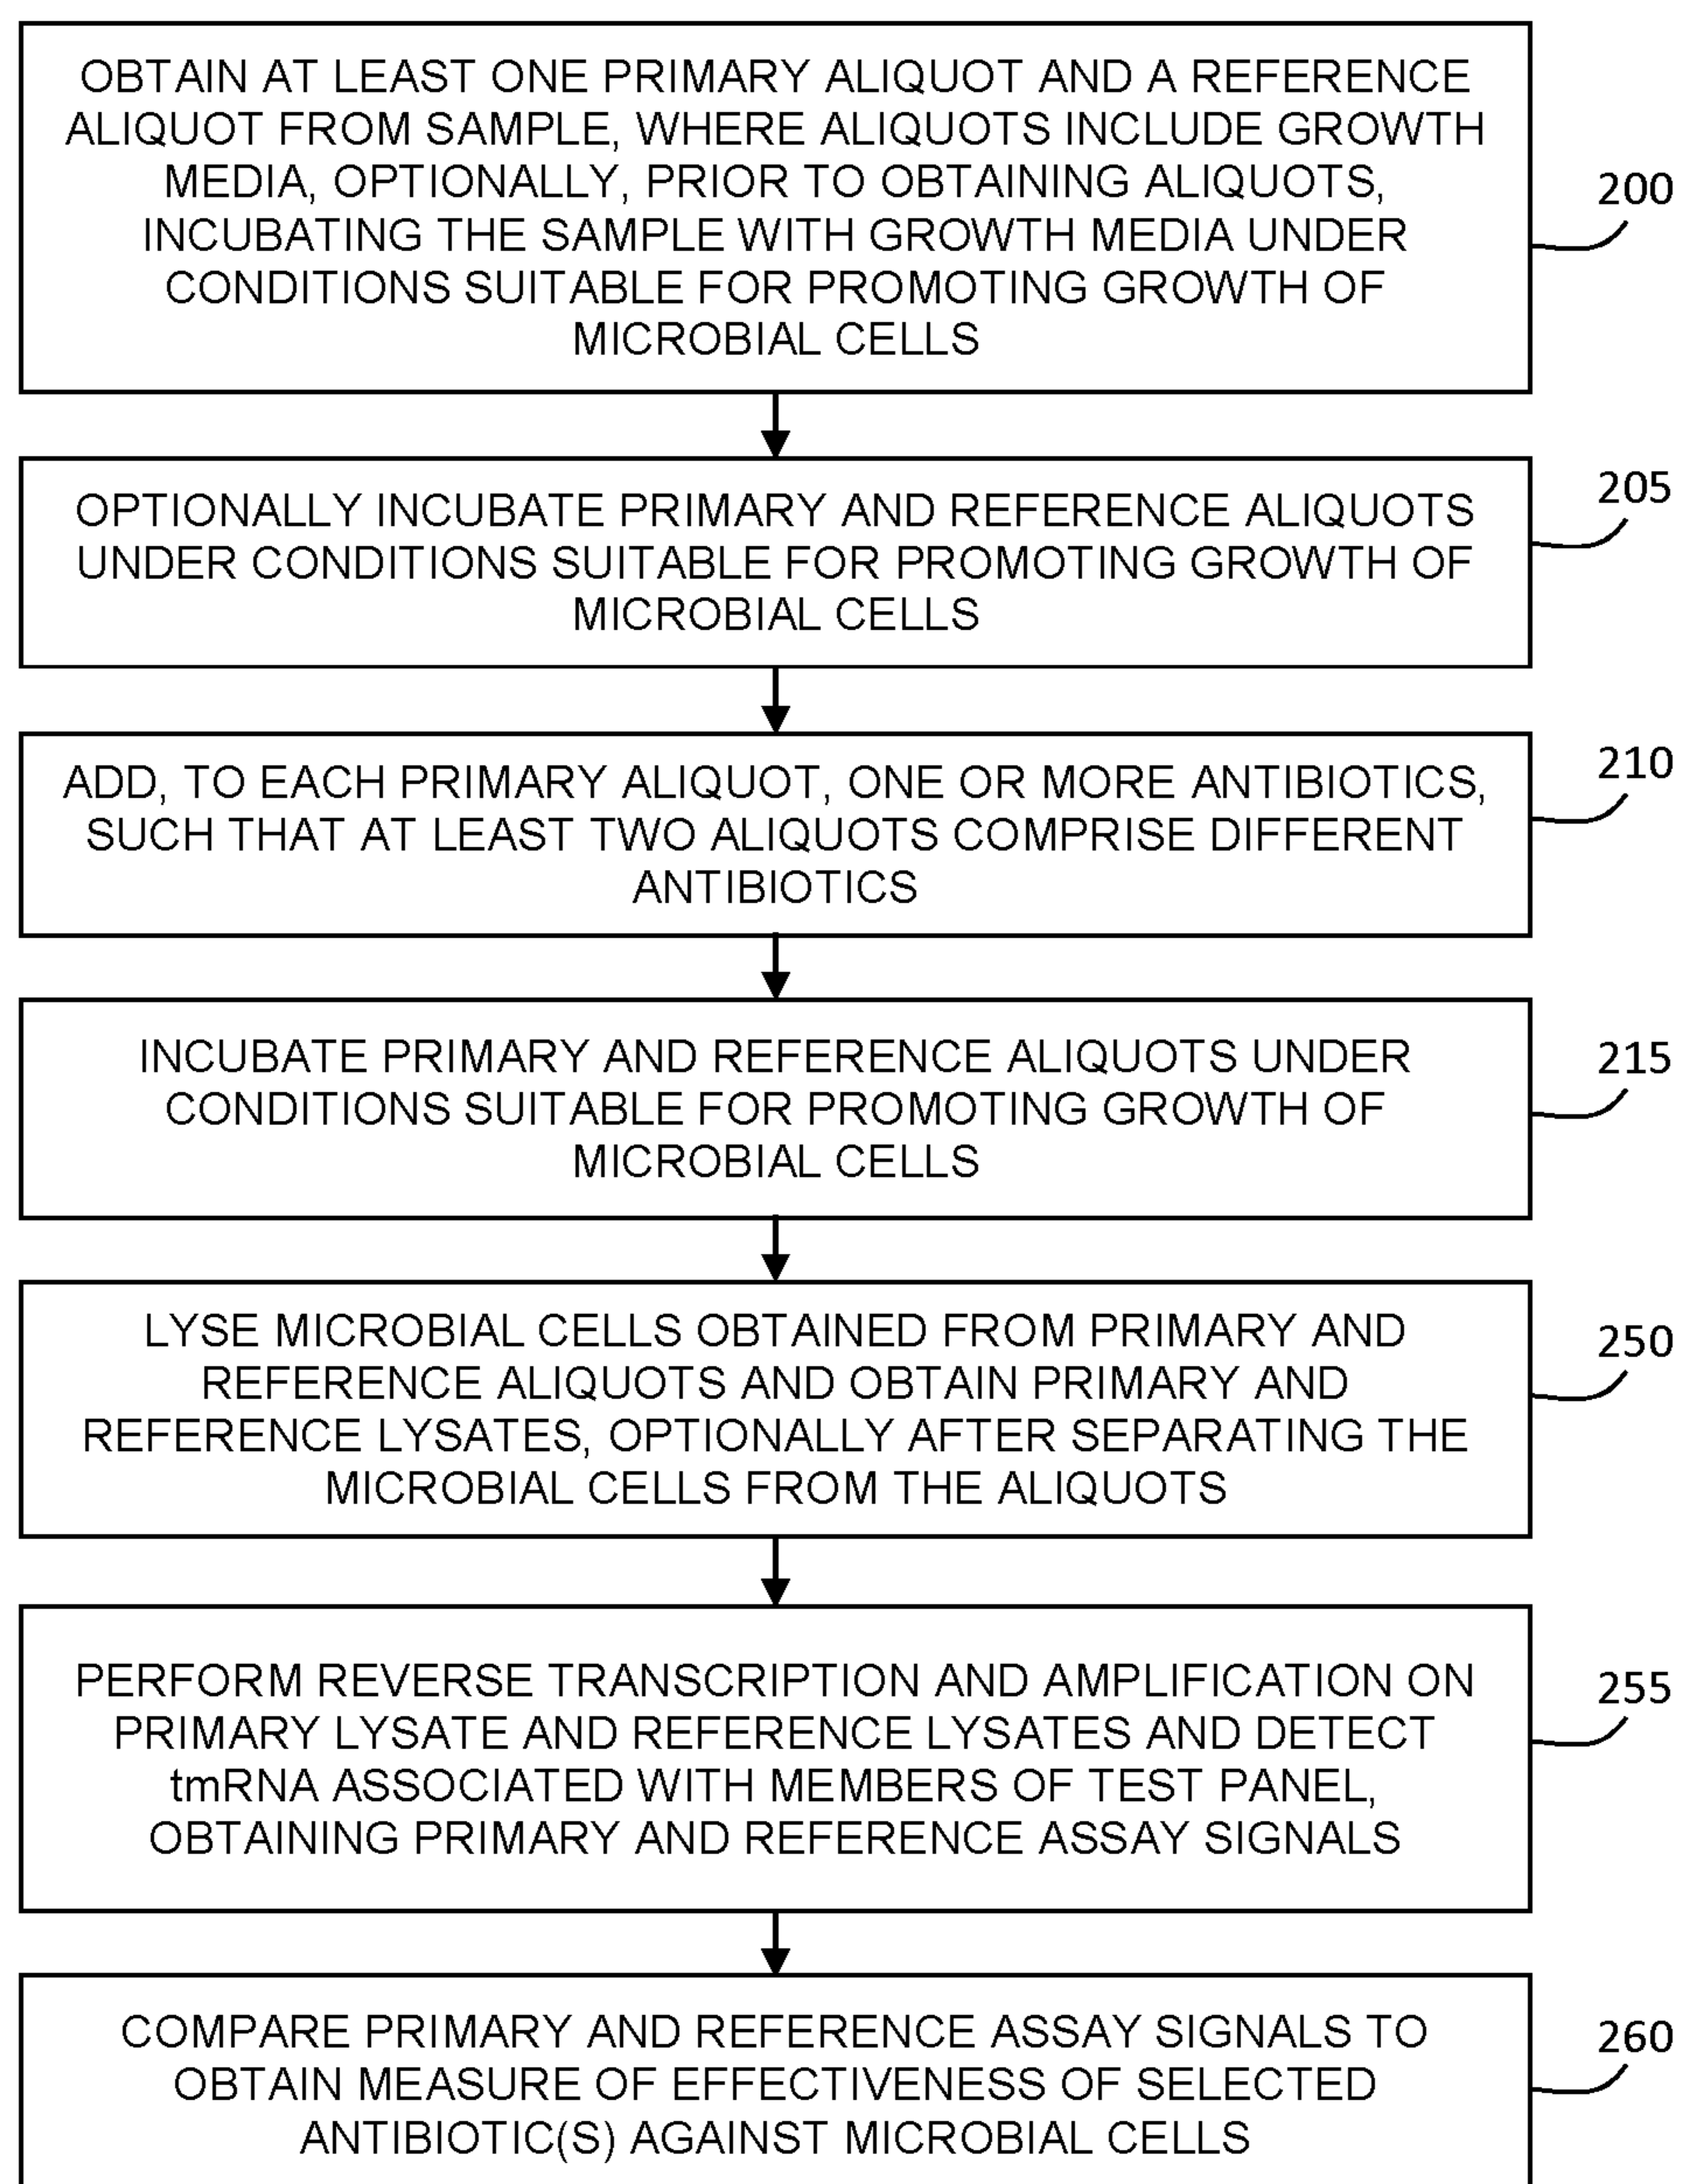 OBTAIN AT LEAST ONE PRIMARY ALIQUOT AND A REFERENCE
ALIQUOT FROM SAMPLE, WHERE ALIQUOTS INCLUDE GROWTH
MEDIA, OPTIONALLY, PRIOR TO OBTAINING ALIQUOTS,
INCUBATING THE SAMPLE WITH GROWTH MEDIA UNDER
CONDITIONS SUITABLE FOR PROMOTING GROWTH OF
MICROBIAL CELLS
200
OPTIONALLY INCUBATE PRIMARY AND REFERENCE ALIQUOTS
UNDER CONDITIONS SUITABLE FOR PROMOTING GROWTH OF
MICROBIAL CELLS
205
ADD, TO EACH PRIMARY ALIQUOT, ONE OR MORE ANTIBIOTICS,
SUCH THAT AT LEAST TWO ALIQUOTS COMPRISE DIFFERENT
ANTIBIOTICS
210
INCUBATE PRIMARY AND REFERENCE ALIQUOTS UNDER
CONDITIONS SUITABLE FOR PROMOTING GROWTH OF
MICROBIAL CELLS
215
LYSE MICROBIAL CELLS OBTAINED FROM PRIMARY AND
REFERENCE ALIQUOTS AND OBTAIN PRIMARY AND
REFERENCE LYSATES, OPTIONALLY AFTER SEPARATING THE
MICROBIAL CELLS FROM THE ALIQUOTS
250
PERFORM REVERSE TRANSCRIPTION AND AMPLIFICATION ON
PRIMARY LYSATE AND REFERENCE LYSATES AND DETECT
tmRNA ASSOCIATED WITH MEMBERS OF TEST PANEL,
OBTAINING PRIMARY AND REFERENCE ASSAY SIGNALS
255
COMPARE PRIMARY AND REFERENCE ASSAY SIGNALS TO
OBTAIN MEASURE OF EFFECTIVENESS OF SELECTED
ANTIBIOTIC(S) AGAINST MICROBIAL CELLS
260